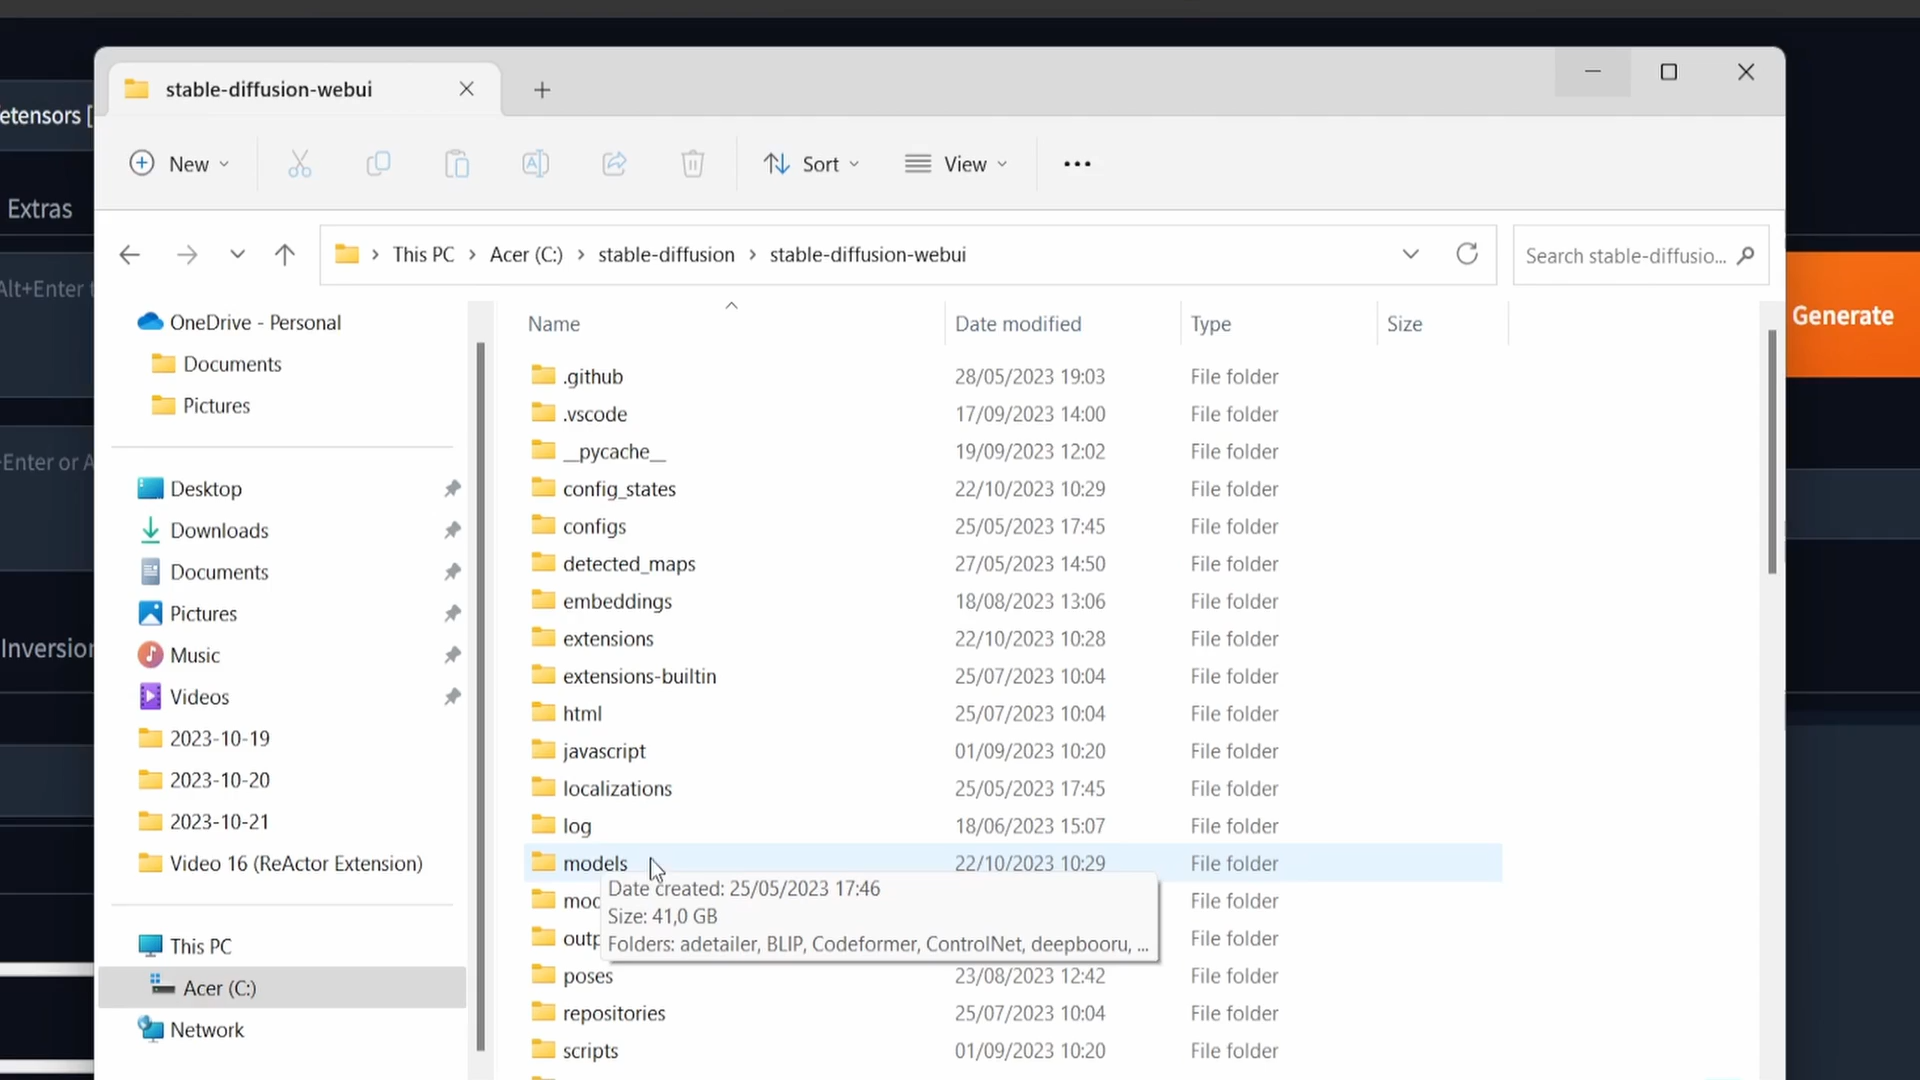 stable-diffusion-webui
etensors [
New
Sort
View
Extras
This PC
Acer (C:)
stable-diffusion
stable-diffusion-webui
Search stable-diffusio...
Alt+Enter
Generate
OneDrive - Personal
Documents
Pictures
Enter or A
Desktop
Downloads
Documents
Pictures
Inversion
Music
Videos
2023-10-19
2023-10-20
2023-10-21
Video 16 (ReActor Extension)
This PC
Acer (C:)
Network
Name Date modified Type Size
.github 28/05/2023 19:03 File folder
.vscode 17/09/2023 14:00 File folder
__pycache__ 19/09/2023 12:02 File folder
config_states 22/10/2023 10:29 File folder
configs 25/05/2023 17:45 File folder
detected_maps 27/05/2023 14:50 File folder
embeddings 18/08/2023 13:06 File folder
extensions 22/10/2023 10:28 File folder
extensions-builtin 25/07/2023 10:04 File folder
html 25/07/2023 10:04 File folder
javascript 01/09/2023 10:20 File folder
localizations 25/05/2023 17:45 File folder
log 18/06/2023 15:07 File folder
models 22/10/2023 10:29 File folder
Date created: 25/05/2023 17:46
Size: 41,0 GB
Folders: adetailer, BLIP, Codeformer, ControlNet, deepbooru, ...
File folder
File folder
poses 23/08/2023 12:42 File folder
repositories 25/07/2023 10:04 File folder
scripts 01/09/2023 10:20 File folder